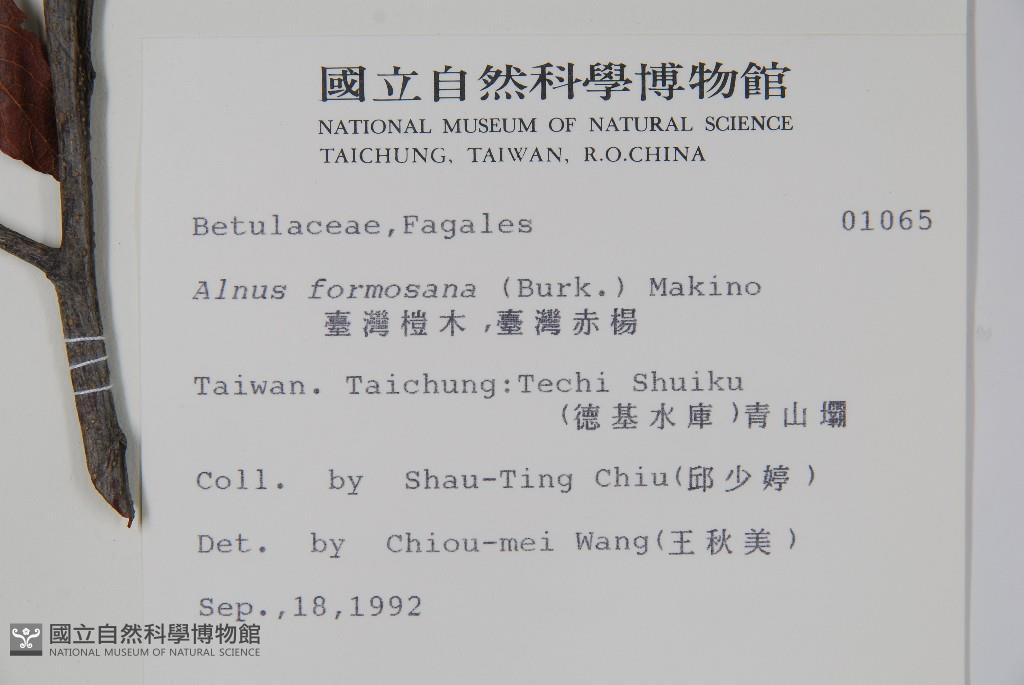 國立自然科學博物館
NATIONAL MUSEUM OF NATURAL SCIENCE
TAICHUNG, TAIWAN, R.O.CHINA
Betulaceae,Fagales 01065
Alnus formosana (Burk.) Makino
臺灣榿木,臺灣赤楊
Taiwan. Taichung:Techi Shuiku
(德基水庫)青山壩
Coll. by Shau-Ting Chiu(邱少婷)
Det. by Chiou-mei Wang(王秋美)
Sep.,18,1992
國立自然科學博物館
NATIONAL MUSEUM OF NATURAL SCIENCE